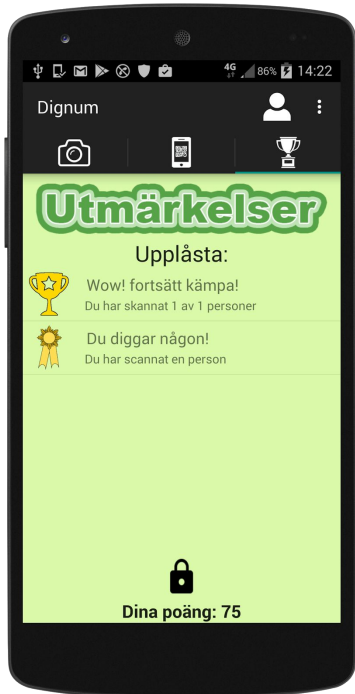 4G 86% 14:22
Dignum
Utmärkelser
Upplåsta:
Wow! fortsätt kämpa!
Du har skannat 1 av 1 personer
Du diggar någon!
Du har scannat en person
Dina poäng: 75